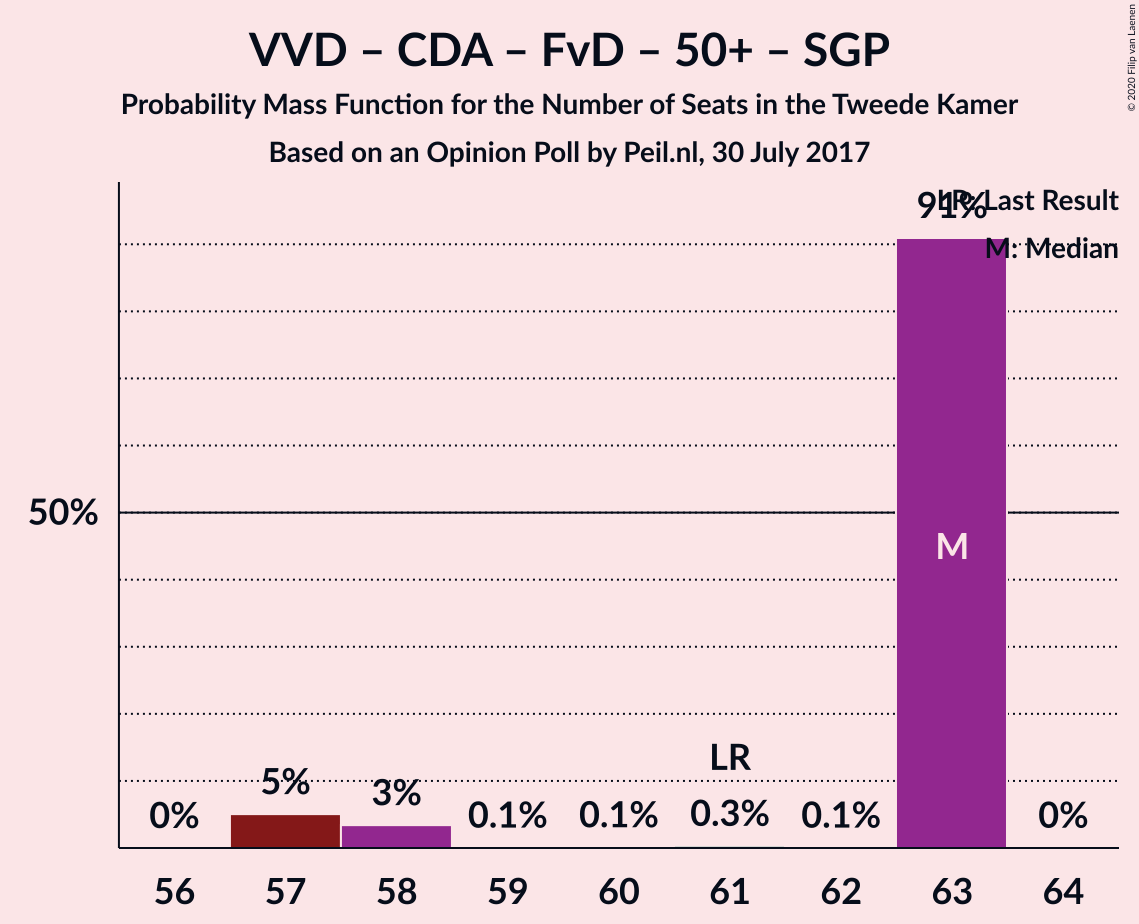 VVD – CDA – FvD – 50+ – SGP
Probability Mass Function for the Number of Seats in the Tweede Kamer
Based on an Opinion Poll by Peil.nl, 30 July 2017
© 2020 Filip van Laenen
LR: Last Result
M: Median
91%
50%
M
LR
0%
5%
3%
0.1%
0.1%
0.3%
0.1%
0%
56 57 58 59 60 61 62 63 64